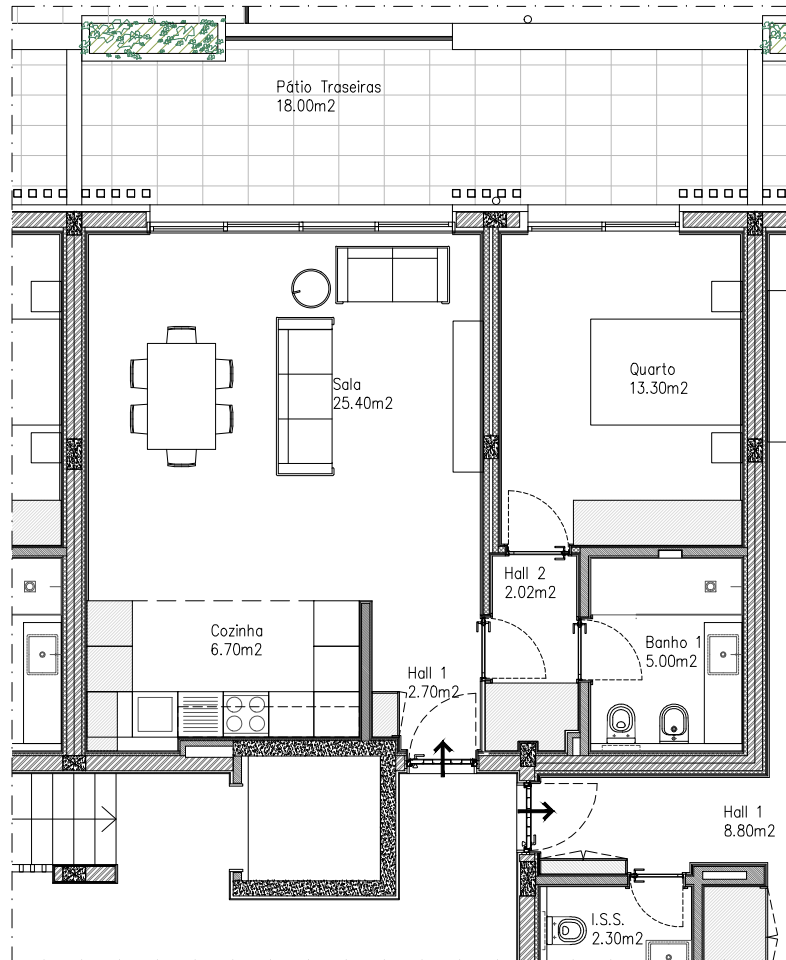 Pátio Traseiras
18.00m2
Sala
25.40m2
Quarto
13.30m2
Hall 2
2.02m2
Cozinha
6.70m2
Banho 1
5.00m2
Hall 1
2.70m2
Hall 1
8.80m2
I.S.S.
2.30m2